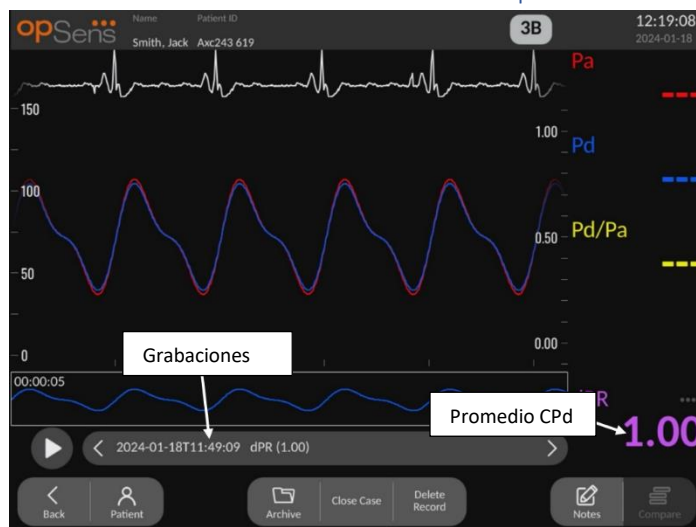 opSens
Name Patient ID
Smith, Jack Axc243 619
3B
12:19:08
2024-01-18
Pa
---
150
1.00
Pd
---
100
0.50
Pd/Pa
---
50
Grabaciones
0
0.00
00:00:05
PR
Promedio CPd
1.00
2024-01-18T11:49:09 dPR (1.00)
Back
Patient
Archive
Close Case
Delete
Record
Notes
Compare